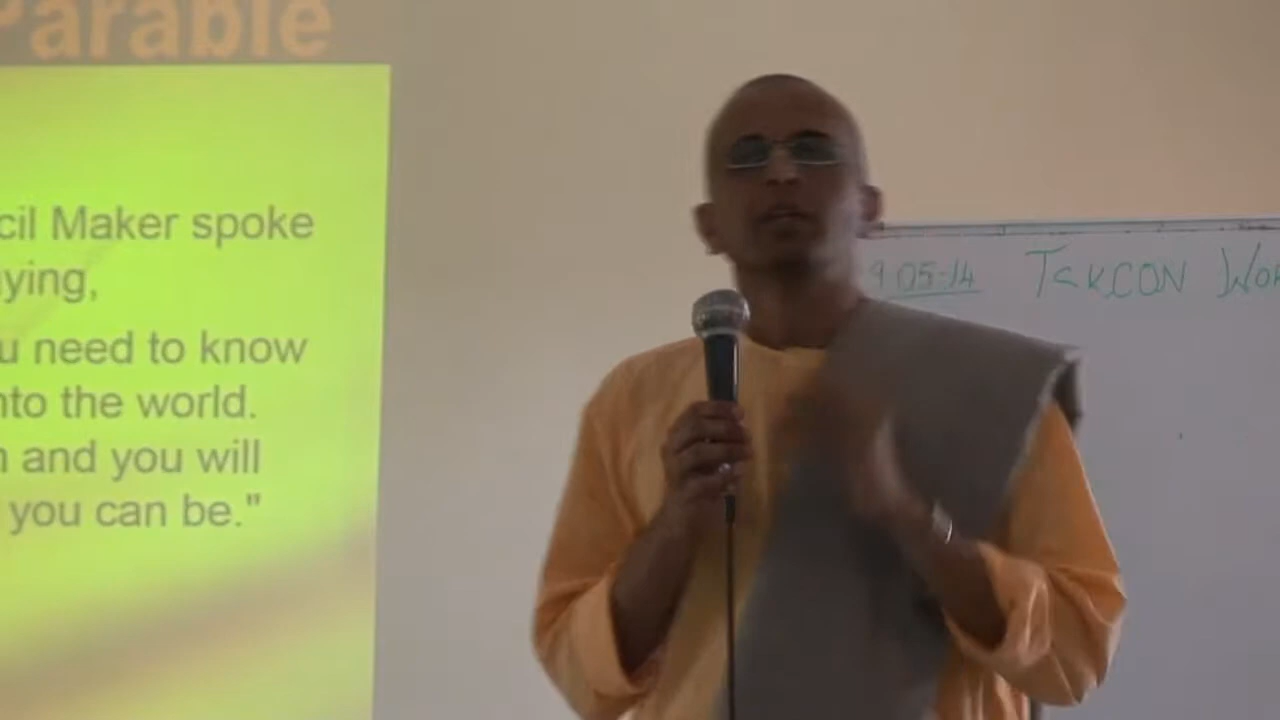 Parable
cil Maker spoke
ying,
u need to know
nto the world.
n and you will
you can be."
9.05-14 TEKCON WOR